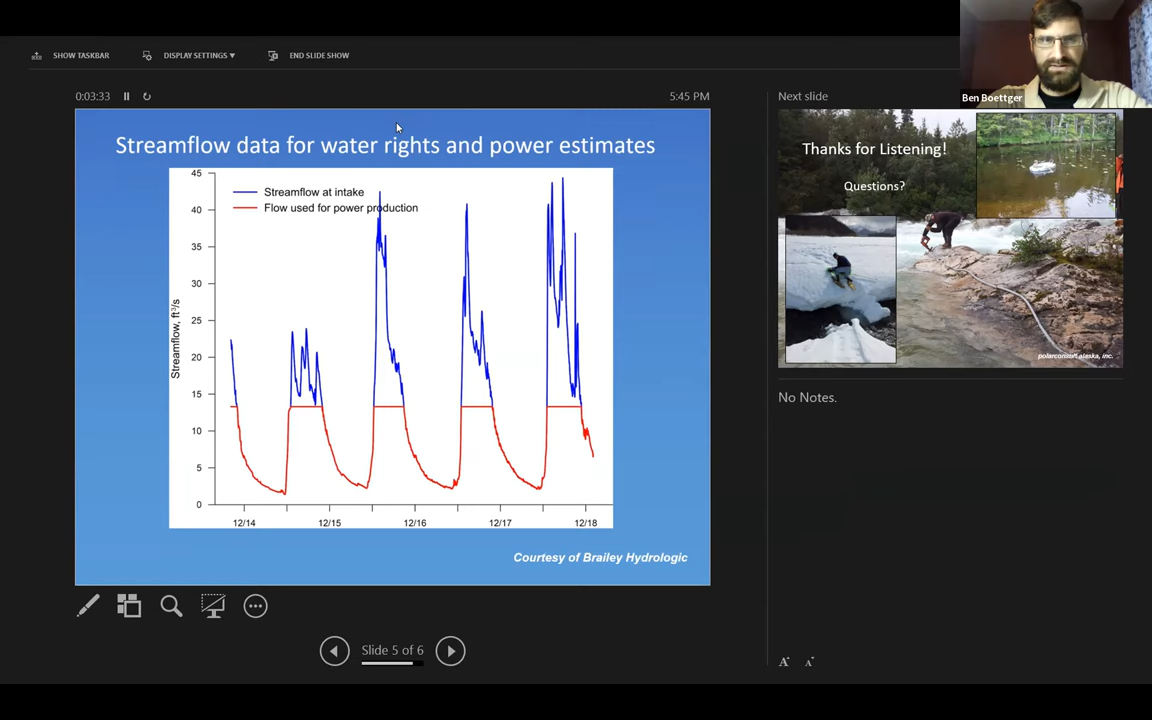 SHOW TASKBAR
DISPLAY SETTINGS ▾
END SLIDE SHOW
Ben Boettger
0:03:33
5:45 PM
Next slide
Streamflow data for water rights and power estimates
45
40
35
30
25
20
15
10
5
0
Streamflow, ft³/s
Streamflow at intake
Flow used for power production
12/14
12/15
12/16
12/17
12/18
Courtesy of Brailey Hydrologic
Thanks for Listening!
Questions?
polarconsult alaska, inc.
No Notes.
Slide 5 of 6
A
A